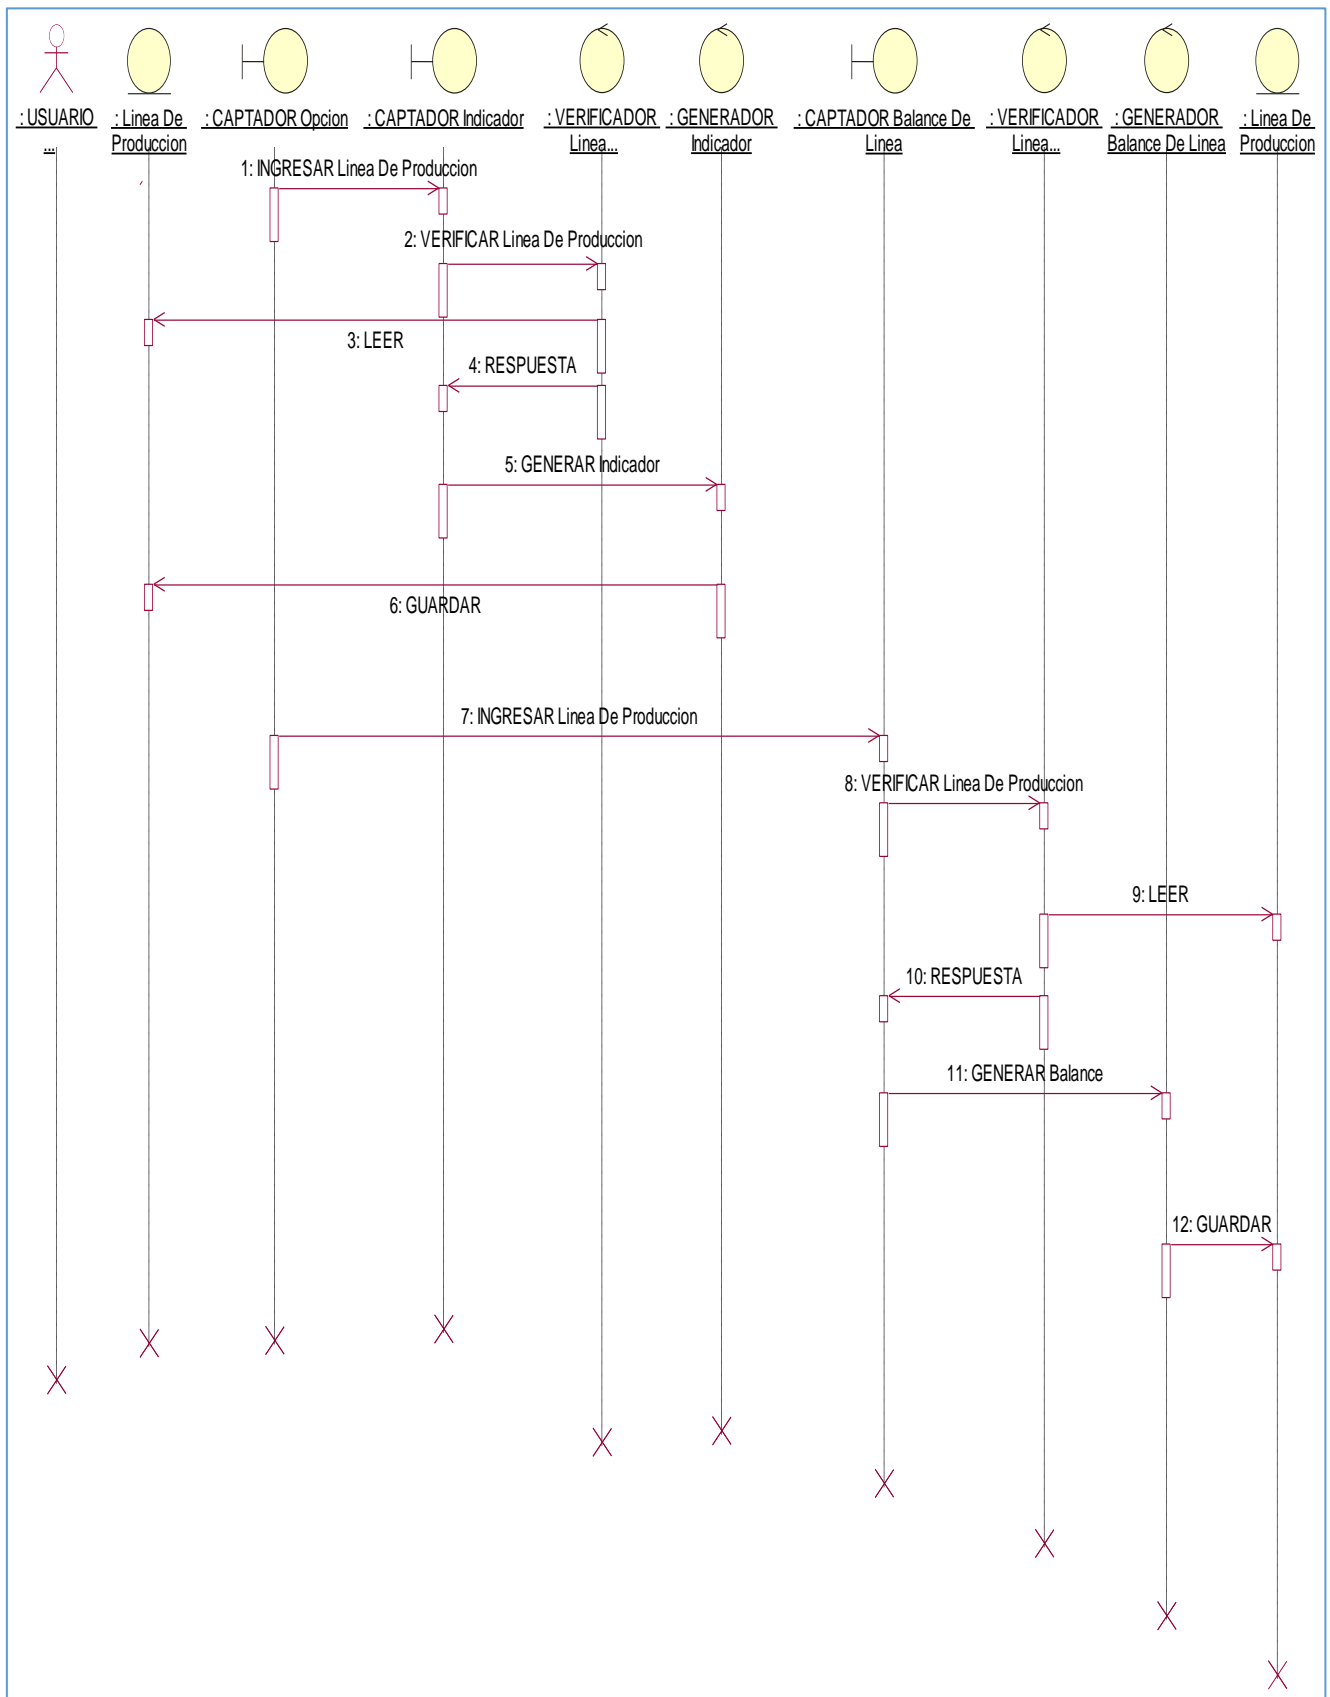 : USUARIO
...
: Linea De
Produccion
: CAPTADOR Opcion
: CAPTADOR Indicador
: VERIFICADOR
Linea...
: GENERADOR
Indicador
: CAPTADOR Balance De
Linea
: VERIFICADOR
Linea...
: GENERADOR
Balance De Linea
: Linea De
Produccion
1: INGRESAR Linea De Produccion
2: VERIFICAR Linea De Produccion
3: LEER
4: RESPUESTA
5: GENERAR Indicador
6: GUARDAR
7: INGRESAR Linea De Produccion
8: VERIFICAR Linea De Produccion
9: LEER
10: RESPUESTA
11: GENERAR Balance
12: GUARDAR